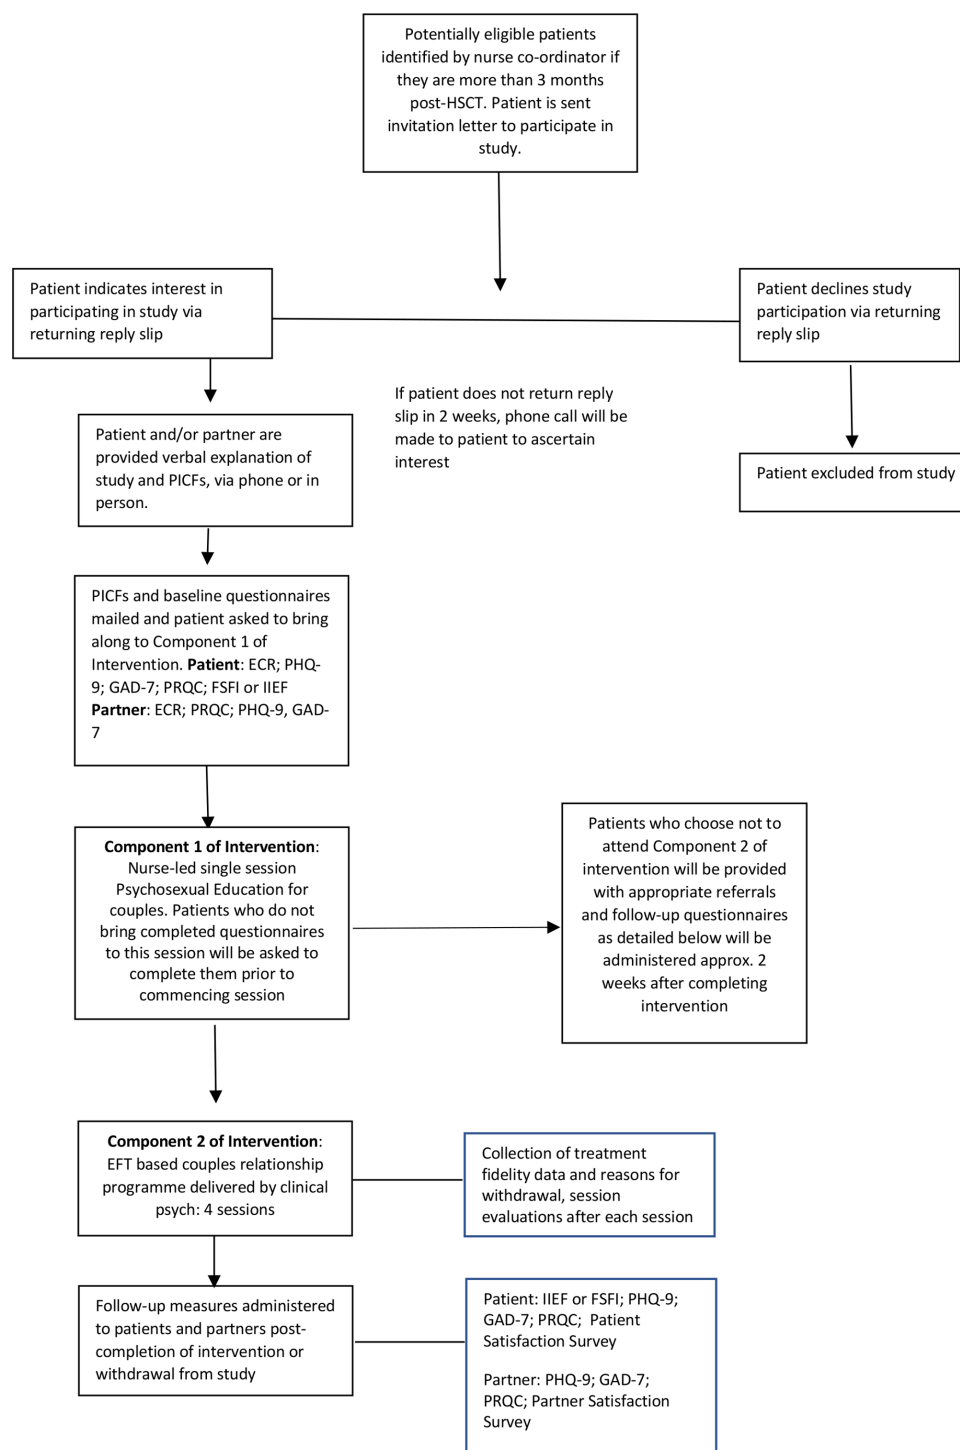 Potentially eligible patients
identified by nurse co-ordinator if
they are more than 3 months
post-HSCT. Patient is sent
invitation letter to participate in
study.
Patient indicates interest in
participating in study via
returning reply slip
Patient declines study
participation via returning
reply slip
If patient does not return reply
slip in 2 weeks, phone call will be
made to patient to ascertain
interest
Patient and/or partner are
provided verbal explanation of
study and PICFs, via phone or in
person.
Patient excluded from study
PICFs and baseline questionnaires
mailed and patient asked to bring
along to Component 1 of
Intervention. Patient: ECR; PHQ-
9; GAD-7; PRQC; FSFI or IIEF
Partner: ECR; PRQC; PHQ-9, GAD-
7
Component 1 of Intervention:
Nurse-led single session
Psychosexual Education for
couples. Patients who do not
bring completed questionnaires
to this session will be asked to
complete them prior to
commencing session
Patients who choose not to
attend Component 2 of
intervention will be provided
with appropriate referrals
and follow-up questionnaires
as detailed below will be
administered approx. 2
weeks after completing
intervention
Component 2 of Intervention:
EFT based couples relationship
programme delivered by clinical
psych: 4 sessions
Collection of treatment
fidelity data and reasons for
withdrawal, session
evaluations after each session
Follow-up measures administered
to patients and partners post-
completion of intervention or
withdrawal from study
Patient: IIEF or FSFI; PHQ-9;
GAD-7; PRQC;  Patient
Satisfaction Survey
Partner: PHQ-9; GAD-7;
PRQC; Partner Satisfaction
Survey